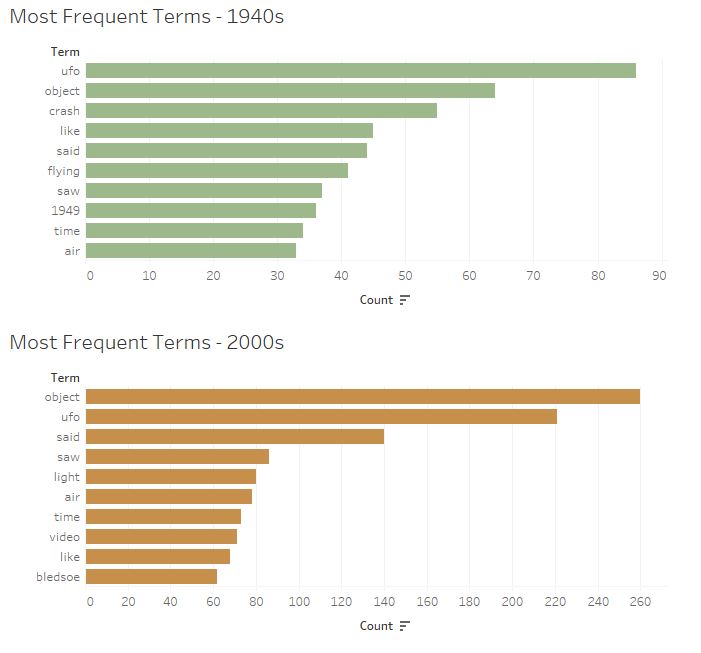 Most Frequent Terms - 1940s
Term
ufo
object
crash
like
said
flying
saw
1949
time
air
0 10 20 30 40 50 60 70 80 90
Count
Most Frequent Terms - 2000s
Term
object
ufo
said
saw
light
air
time
video
like
bledsoe
0 20 40 60 80 100 120 140 160 180 200 220 240 260
Count